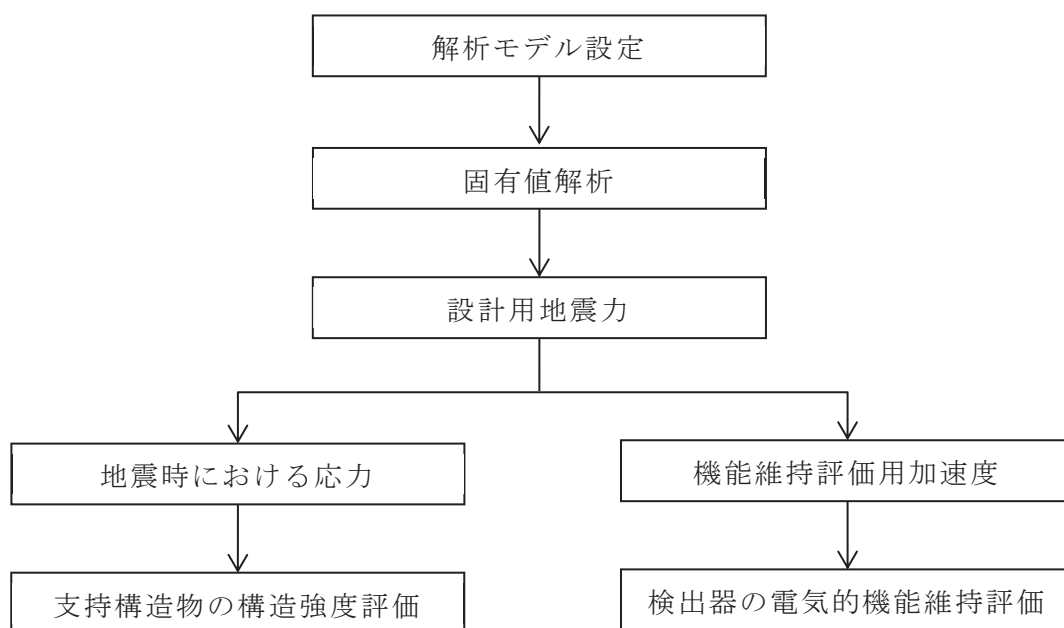 解析モデル設定
固有値解析
設計用地震力
地震時における応力
機能維持評価用加速度
支持構造物の構造強度評価
検出器の電気的機能維持評価